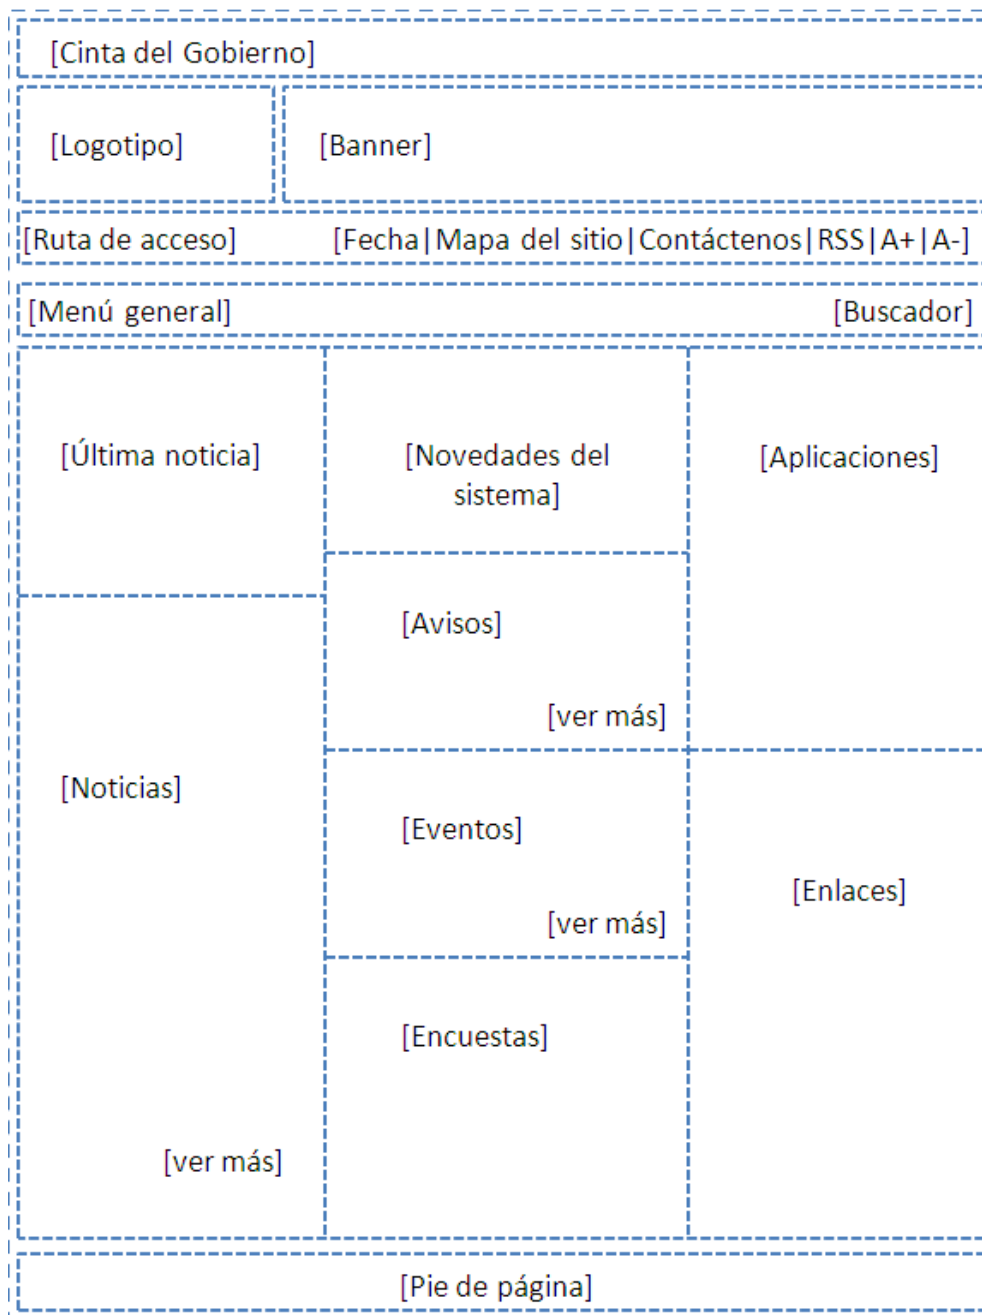 [Cinta del Gobierno]
[Logotipo]
[Banner]
[Ruta de acceso]
[Fecha|Mapa del sitio|Contáctenos|RSS|A+|A-]
[Menú general]
[Buscador]
[Última noticia]
[Noticias]
[ver más]
[Novedades del
sistema]
[Avisos]
[ver más]
[Eventos]
[ver más]
[Encuestas]
[Aplicaciones]
[Enlaces]
[Pie de página]